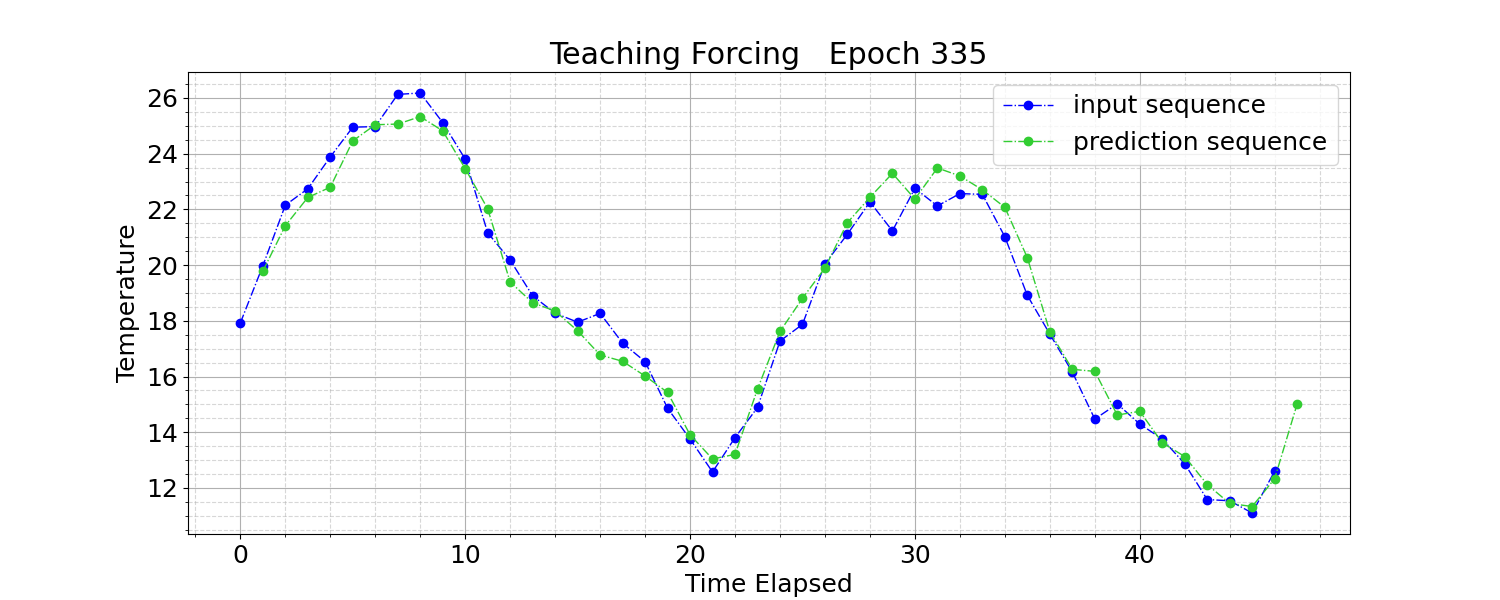 Teaching Forcing   Epoch 335
input sequence
prediction sequence
Temperature
26
24
22
20
18
16
14
12
0 10 20 30 40
Time Elapsed